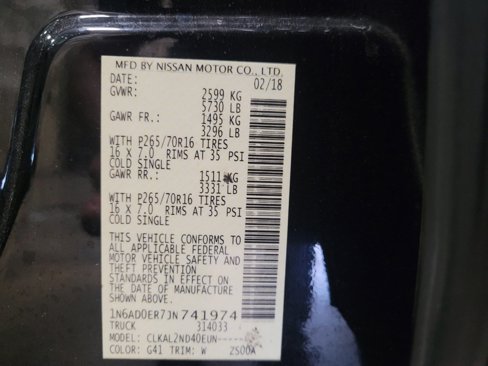 MFD BY NISSAN MOTOR CO., LTD.
DATE: 02/18
GVWR: 2599 KG
5730 LB
GAWR FR.: 1495 KG
3296 LB
WITH P265/70R16 TIRES
16 X 7.0 RIMS AT 35 PSI
COLD SINGLE
GAWR RR.: 1511 KG
3331 LB
WITH P265/70R16 TIRES
16 X 7.0 RIMS AT 35 PSI
COLD SINGLE
THIS VEHICLE CONFORMS TO
ALL APPLICABLE FEDERAL
MOTOR VEHICLE SAFETY AND
THEFT PREVENTION
STANDARDS IN EFFECT ON
THE DATE OF MANUFACTURE
SHOWN ABOVE.
1N6AD0ER7JN741974
TRUCK 314033
MODEL: CLKAL2ND40EUN-----
COLOR: G41 TRIM: W 2S00A